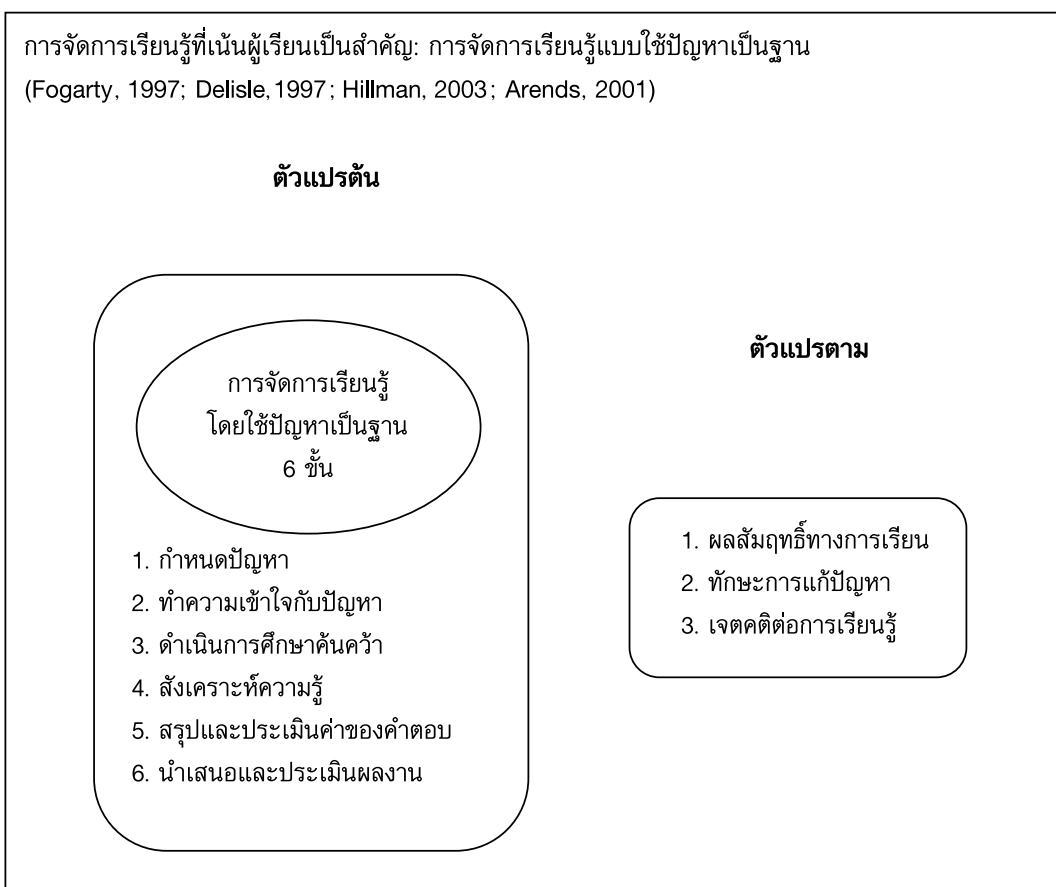 การจัดการเรียนรู้ที่เน้นผู้เรียนเป็นสำคัญ: การจัดการเรียนรู้แบบใช้ปัญหาเป็นฐาน
(Fogarty, 1997; Delisle,1997; Hillman, 2003; Arends, 2001)
ตัวแปรต้น
การจัดการเรียนรู้
โดยใช้ปัญหาเป็นฐาน
6 ขั้น
1. กำหนดปัญหา
2. ทำความเข้าใจกับปัญหา
3. ดำเนินการศึกษาค้นคว้า
4. สังเคราะห์ความรู้
5. สรุปและประเมินค่าของคำตอบ
6. นำเสนอและประเมินผลงาน
ตัวแปรตาม
1. ผลสัมฤทธิ์ทางการเรียน
2. ทักษะการแก้ปัญหา
3. เจตคติต่อการเรียนรู้